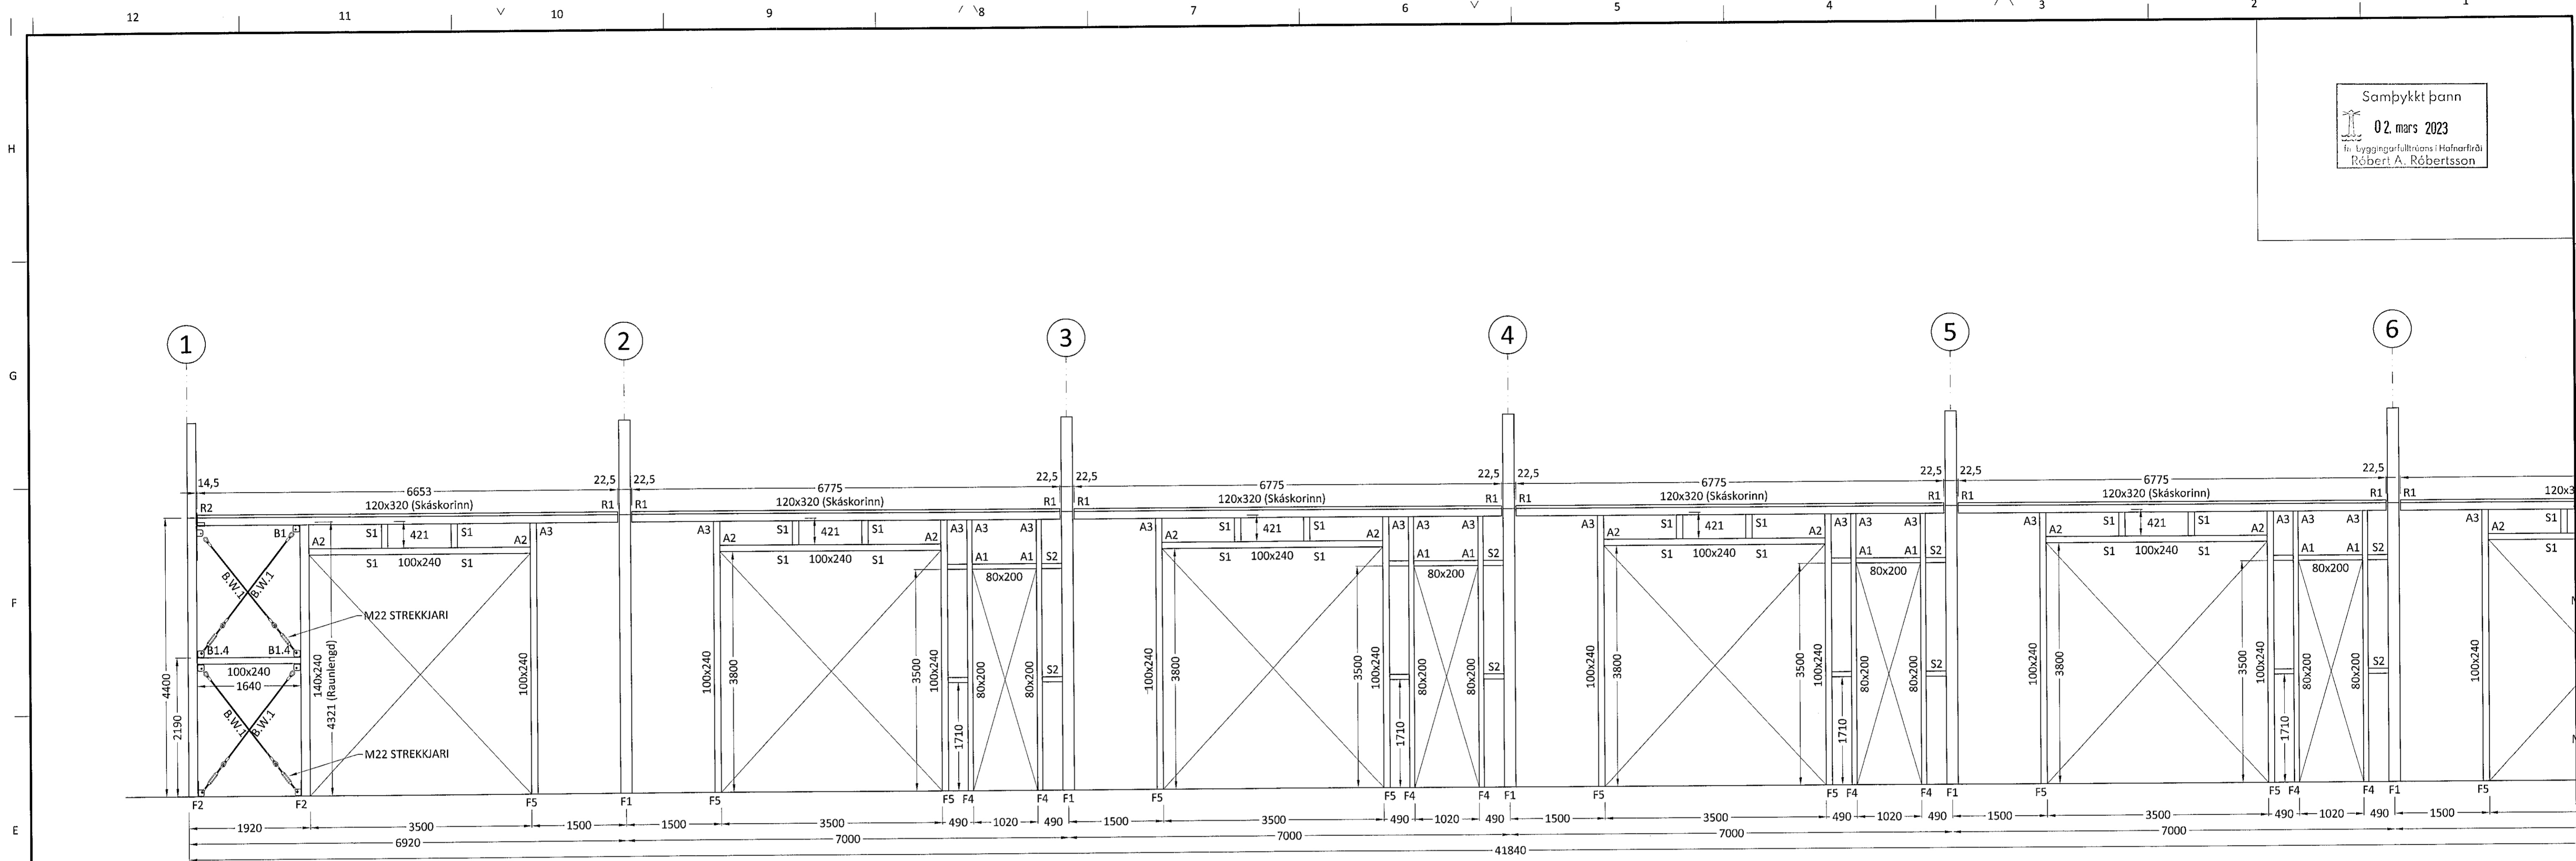 12 11 10 9 8 7 6 5 4 3 2 1
Samþykkt þann
02. mars 2023
byggingarfulltrúans í Hafnarfirði
Róbert A. Róbertsson
H
G
F
E
1 2 3 4 5 6
14,5 6653 22,5 22,5 6775 22,5 22,5 6775 22,5 22,5 6775 22,5 22,5 6775 22,5
R2 120x320 (Skáskorinn) R1 R1 120x320 (Skáskorinn) R1 R1 120x320 (Skáskorinn) R1 R1 120x320 (Skáskorinn) R1 R1 120x320 (Skáskorinn) R1 R1 120x3
B1 A2 S1 421 S1 A2 A3
S1 100x240 S1
B.W.1 B.W.1
M22 STREKKJARI
B1.4 B1.4
100x240
1640
B.W.1 B.W.1
M22 STREKKJARI
4400
2190
140x240
4321 (Raunlengd)
100x240
A3 A2 S1 421 S1 A2 A3 A3 A3
S1 100x240 S1 A1 A1 S2
80x200
100x240 3800 3500 100x240 1710 80x200 80x200 S2
A3 A2 S1 421 S1 A2 A3 A3 A3
S1 100x240 S1 A1 A1 S2
80x200
100x240 3800 3500 100x240 1710 80x200 80x200 S2
A3 A2 S1 421 S1 A2 A3 A3 A3
S1 100x240 S1 A1 A1 S2
80x200
100x240 3800 3500 100x240 1710 80x200 80x200 S2
A3 A2 S1 421 S1 A2 A3 A3 A3
S1 100x240 S1 A1 A1 S2
80x200
100x240 3800 3500 100x240 1710 80x200 80x200 S2
A3 A2 S1
S1
100x240
F2 F2 F5 F1 F5 F5 F4 F4 F1 F5 F5 F4 F4 F1 F5 F5 F4 F4 F1 F5 F5 F4 F4 F1 F5
1920 3500 1500 1500 3500 490 1020 490 1500 3500 490 1020 490 1500 3500 490 1020 490 1500 3500 490 1020 490 1500
6920 7000 7000 7000 7000
41840